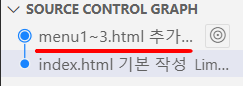 SOURCE CONTROL GRAPH
menu1~3.html 추가...
index.html 기본 작성 Lim...